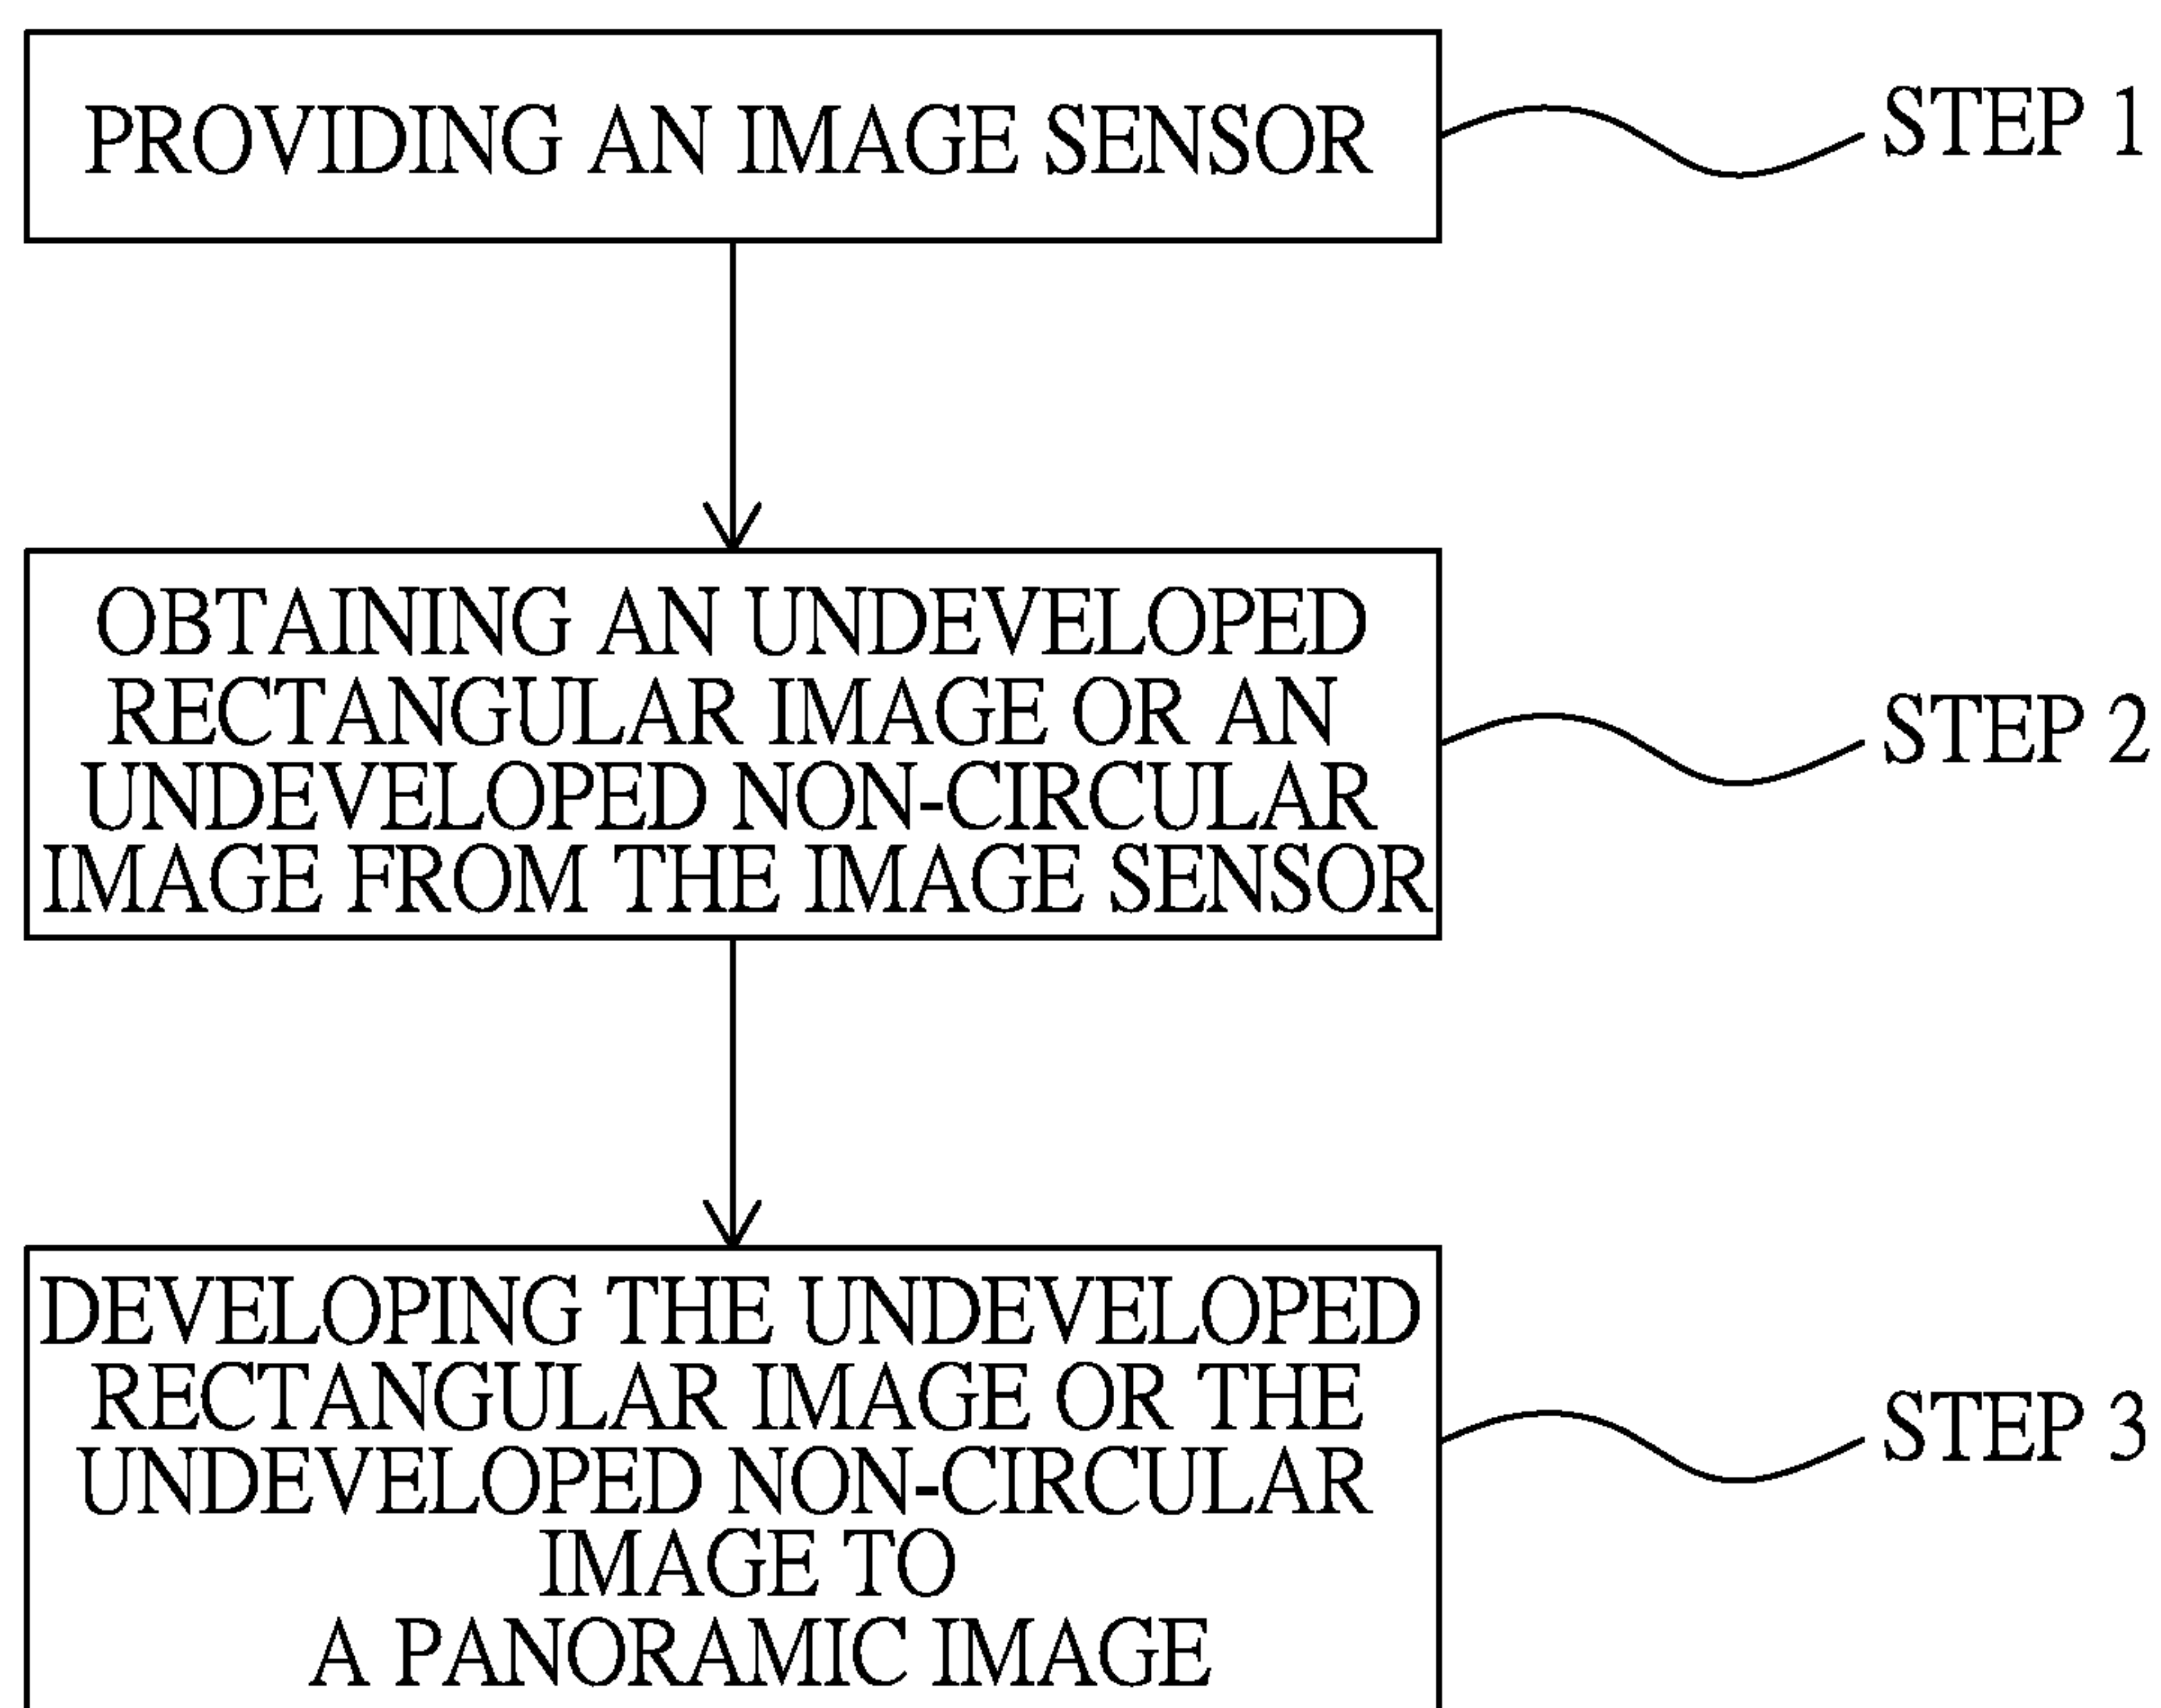 PROVIDING AN IMAGE SENSOR
STEP 1
OBTAINING AN UNDEVELOPED
RECTANGULAR IMAGE OR AN
UNDEVELOPED NON-CIRCULAR
IMAGE FROM THE IMAGE SENSOR
STEP 2
DEVELOPING THE UNDEVELOPED
RECTANGULAR IMAGE OR THE
UNDEVELOPED NON-CIRCULAR
IMAGE TO
A PANORAMIC IMAGE
STEP 3